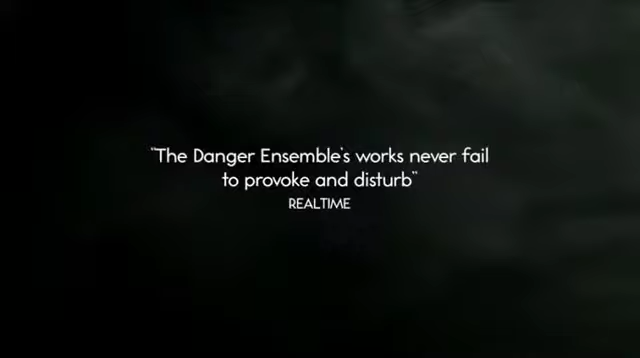 "The Danger Ensemble's works never fail
to provoke and disturb"
REALTIME